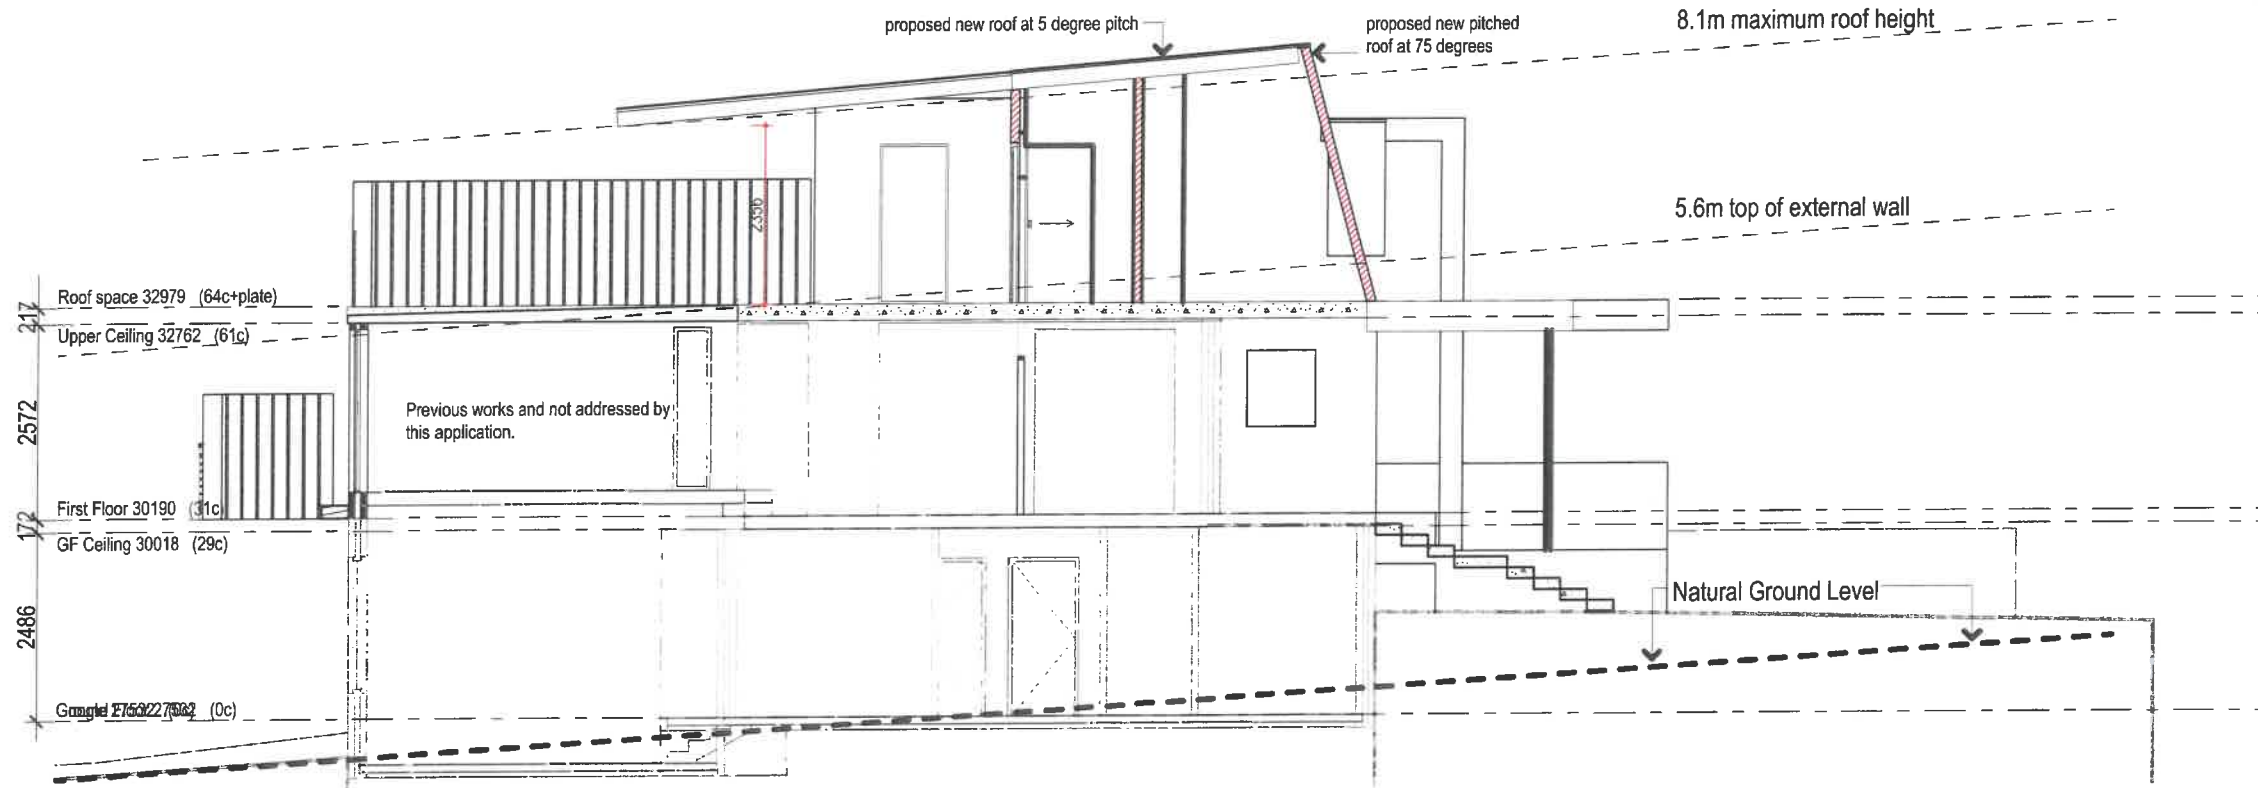 proposed new roof at 5 degree pitch
proposed new pitched
roof at 75 degrees
8.1m maximum roof height
5.6m top of external wall
2356
Roof space 32979 (64c+plate)
217
Upper Ceiling 32762 (61c)
2572
Previous works and not addressed by
this application.
First Floor 30190 (31c
172
GF Ceiling 30018 (29c)
2486
Natural Ground Level
(0c)